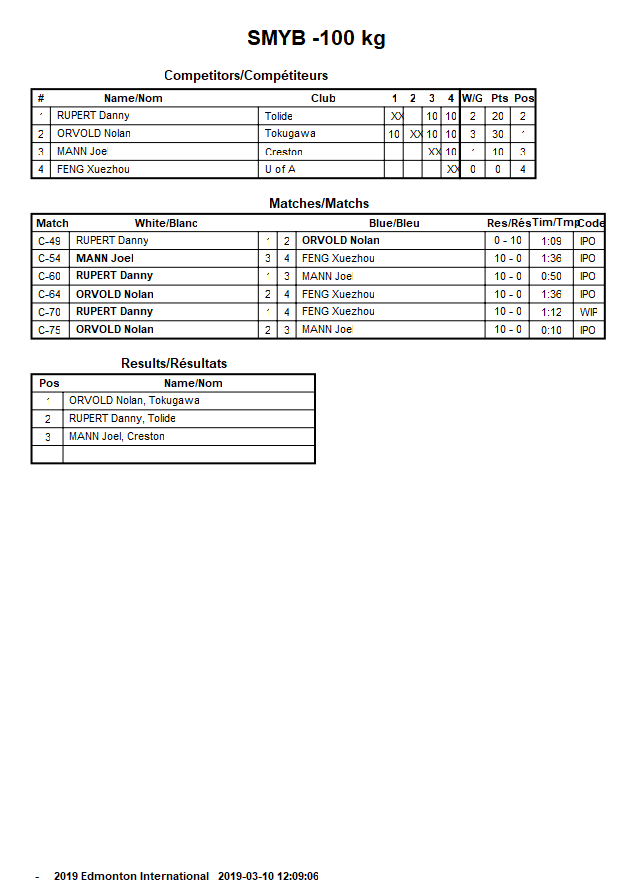 SMYB -100 kg
Competitors/Compétiteurs
# Name/Nom Club 1 2 3 4 W/G Pts Pos
1 RUPERT Danny Tolide XX 10 10 2 20 2
2 ORVOLD Nolan Tokugawa 10 XX 10 10 3 30 1
3 MANN Joel Creston XX 10 1 10 3
4 FENG Xuezhou U of A XX 0 0 4
Matches/Matchs
Match White/Blanc Blue/Bleu Res/Rés Tim/Tmp Code
C-49 RUPERT Danny 1 2 ORVOLD Nolan 0 - 10 1:09 IPO
C-54 MANN Joel 3 4 FENG Xuezhou 10 - 0 1:36 IPO
C-60 RUPERT Danny 1 3 MANN Joel 10 - 0 0:50 IPO
C-64 ORVOLD Nolan 2 4 FENG Xuezhou 10 - 0 1:36 IPO
C-70 RUPERT Danny 1 4 FENG Xuezhou 10 - 0 1:12 WIP
C-75 ORVOLD Nolan 2 3 MANN Joel 10 - 0 0:10 IPO
Results/Résultats
Pos Name/Nom
1 ORVOLD Nolan, Tokugawa
2 RUPERT Danny, Tolide
3 MANN Joel, Creston
- 2019 Edmonton International 2019-03-10 12:09:06